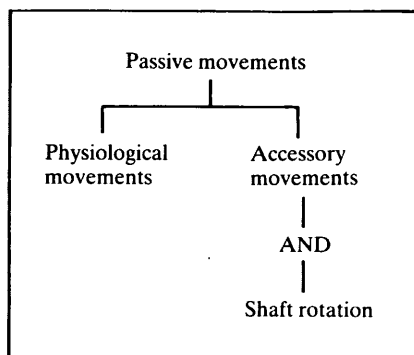 Passive movements
Physiological Accessory
movements movements
AND
Shaft rotation